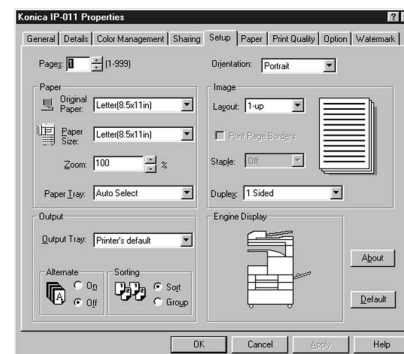 Konica IP-011 Properties
General Details Color Management Sharing Setup Paper Print Quality Option Watermark
Pages: 1 (1-999)
Orientation: Portrait
Paper
Original Paper: Letter(8.5x11in)
Paper Size: Letter(8.5x11in)
Zoom: 100 %
Paper Tray: Auto Select
Image
Layout: 1-up
Print Page Borders
Staple: Off
Duplex: 1 Sided
Output
Output Tray: Printer's default
Alternate
On
Off
Sorting
Sort
Group
Engine Display
About
Default
OK Cancel Apply Help